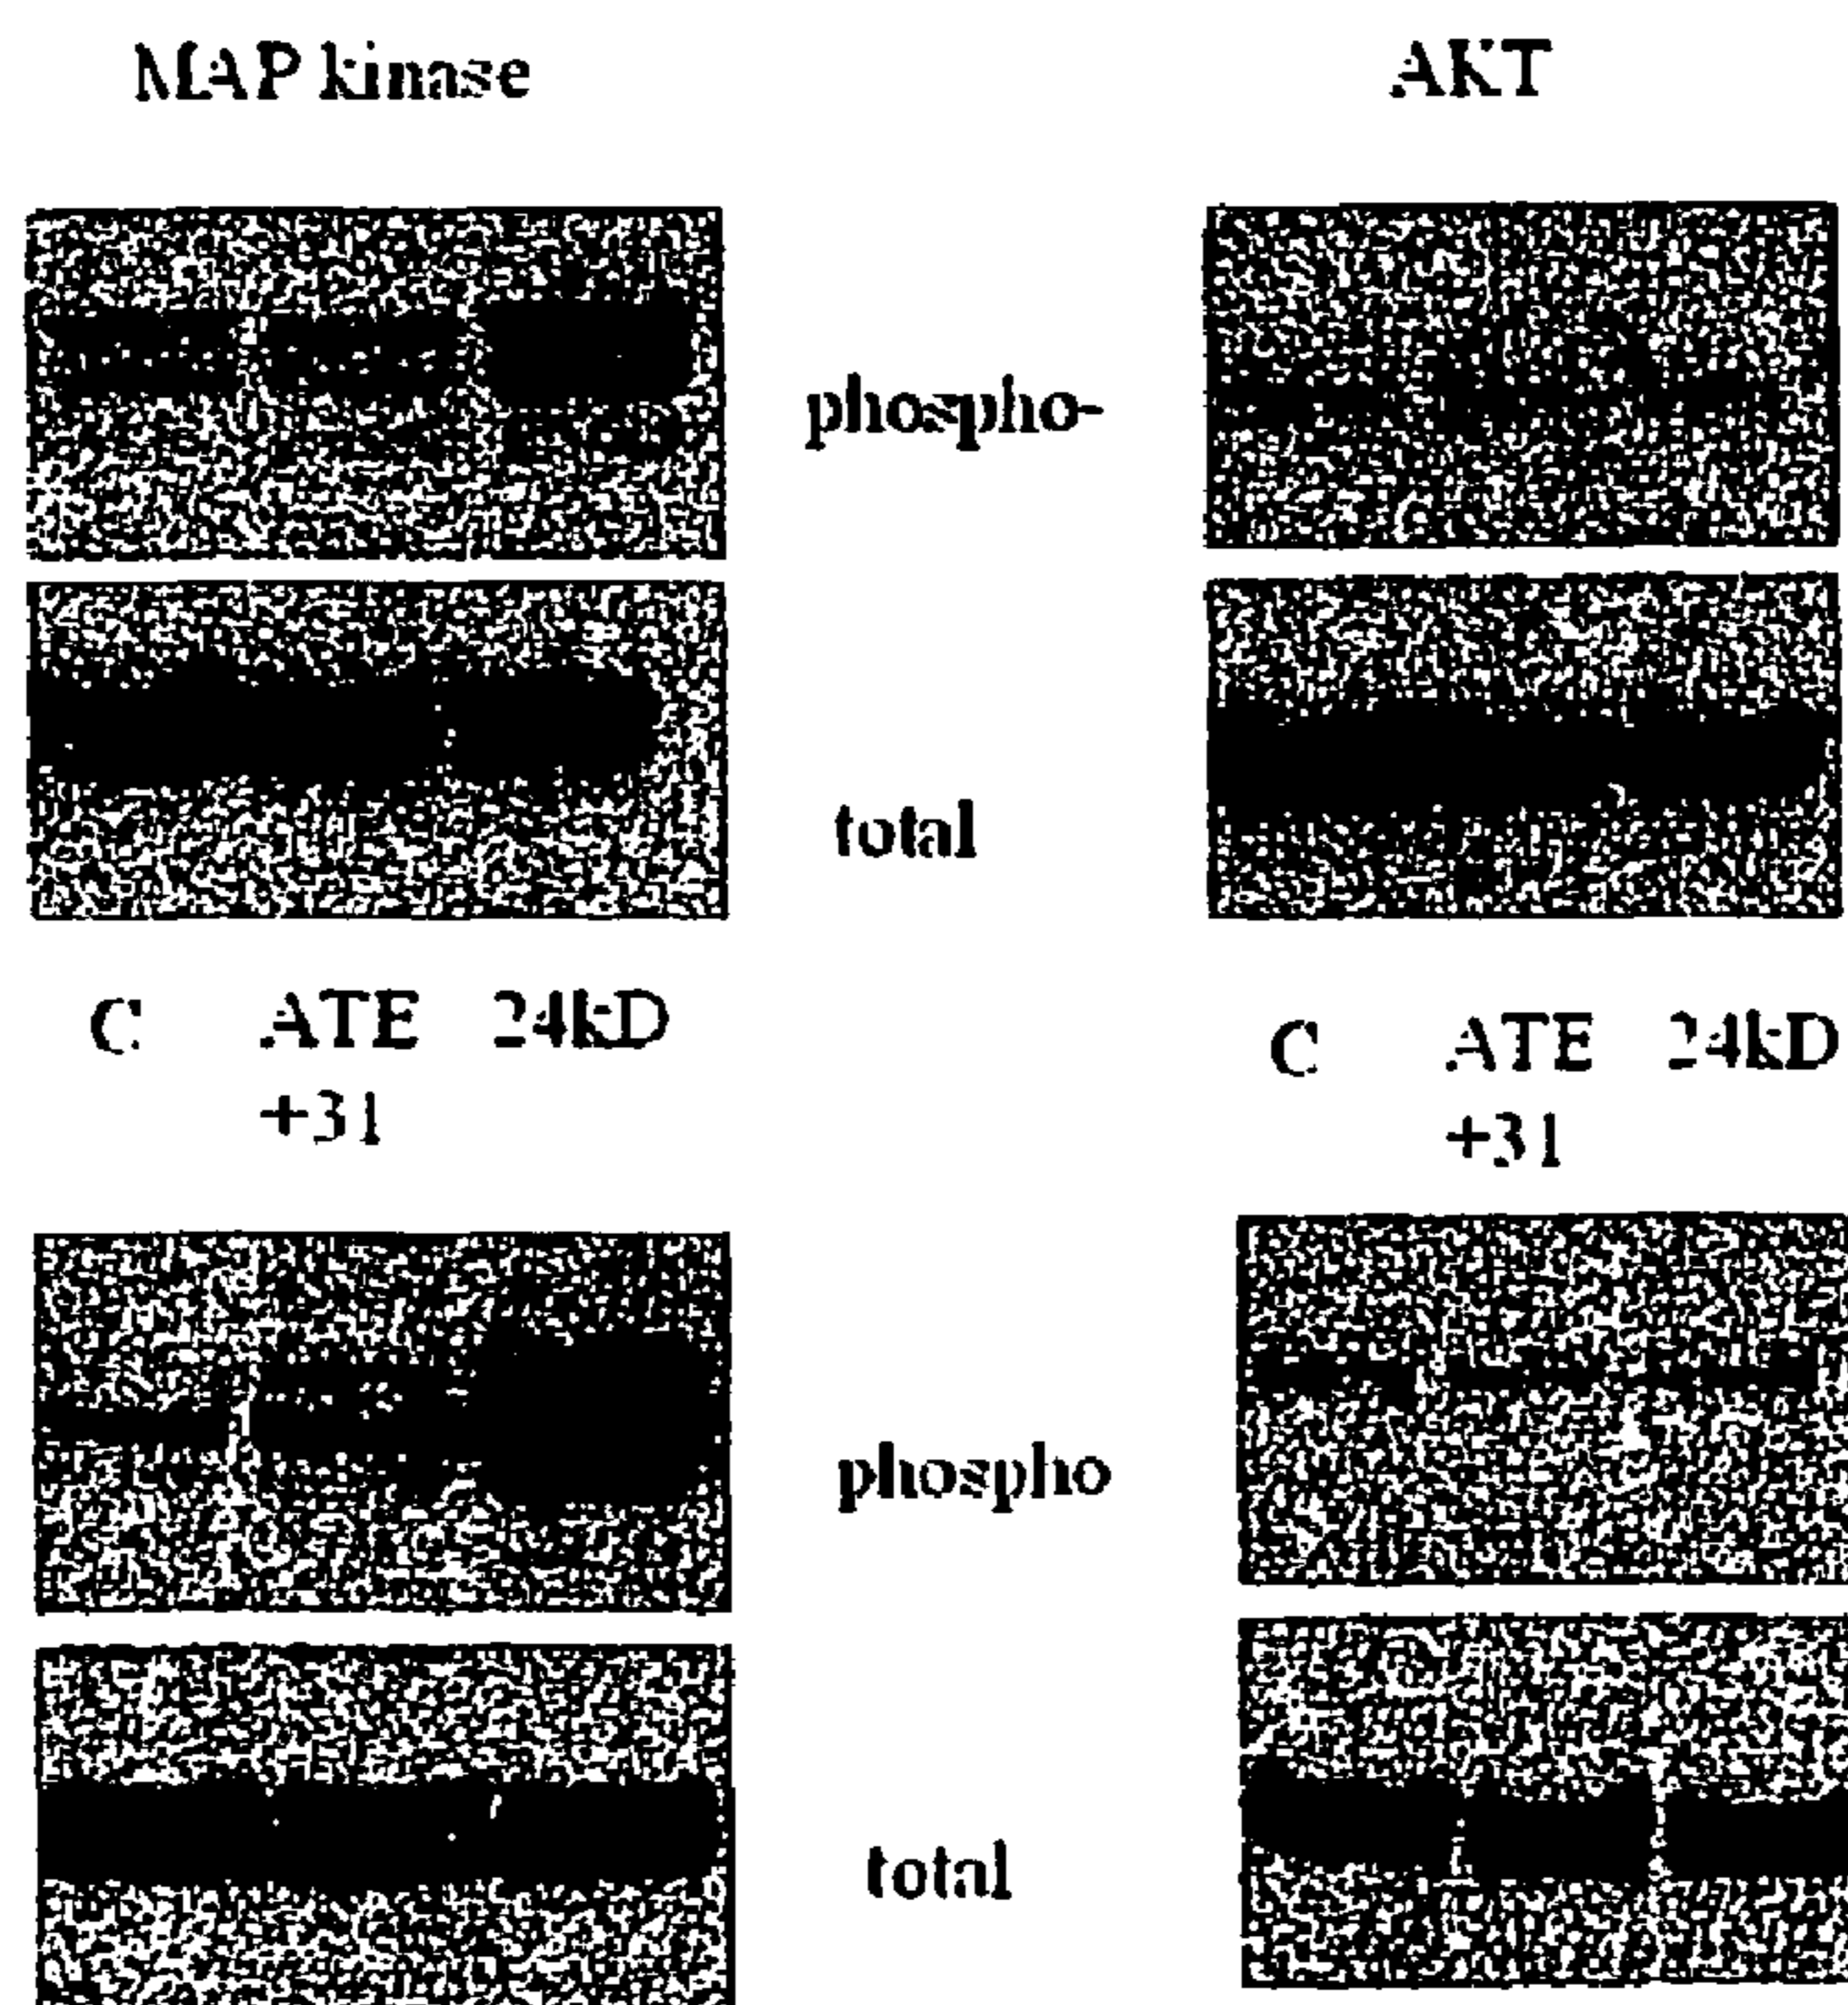 MAP kinase AKT
phospho-
total
C ATE 24kD C ATE 24kD
+31 +31
phospho
total